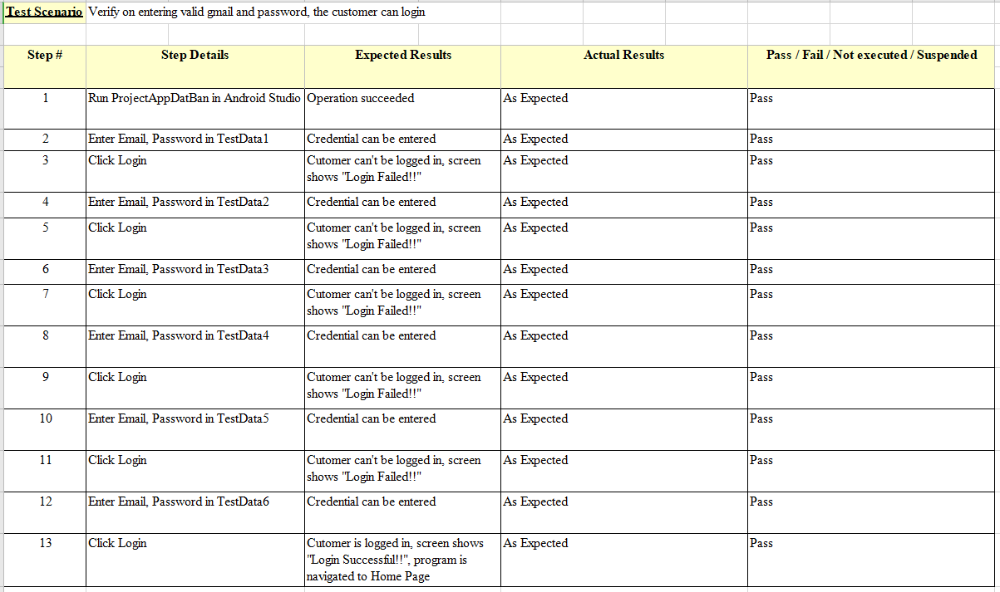 Test Scenario Verify on entering valid gmail and password, the customer can login
Step # Step Details Expected Results Actual Results Pass / Fail / Not executed / Suspended
1 Run ProjectAppDatBan in Android Studio Operation succeeded As Expected Pass
2 Enter Email, Password in TestData1 Credential can be entered As Expected Pass
3 Click Login Cutomer can't be logged in, screen As Expected Pass
shows "Login Failed!!"
4 Enter Email, Password in TestData2 Credential can be entered As Expected Pass
5 Click Login Cutomer can't be logged in, screen As Expected Pass
shows "Login Failed!!"
6 Enter Email, Password in TestData3 Credential can be entered As Expected Pass
7 Click Login Cutomer can't be logged in, screen As Expected Pass
shows "Login Failed!!"
8 Enter Email, Password in TestData4 Credential can be entered As Expected Pass
9 Click Login Cutomer can't be logged in, screen As Expected Pass
shows "Login Failed!!"
10 Enter Email, Password in TestData5 Credential can be entered As Expected Pass
11 Click Login Cutomer can't be logged in, screen As Expected Pass
shows "Login Failed!!"
12 Enter Email, Password in TestData6 Credential can be entered As Expected Pass
13 Click Login Cutomer is logged in, screen shows As Expected Pass
"Login Successful!!", program is
navigated to Home Page